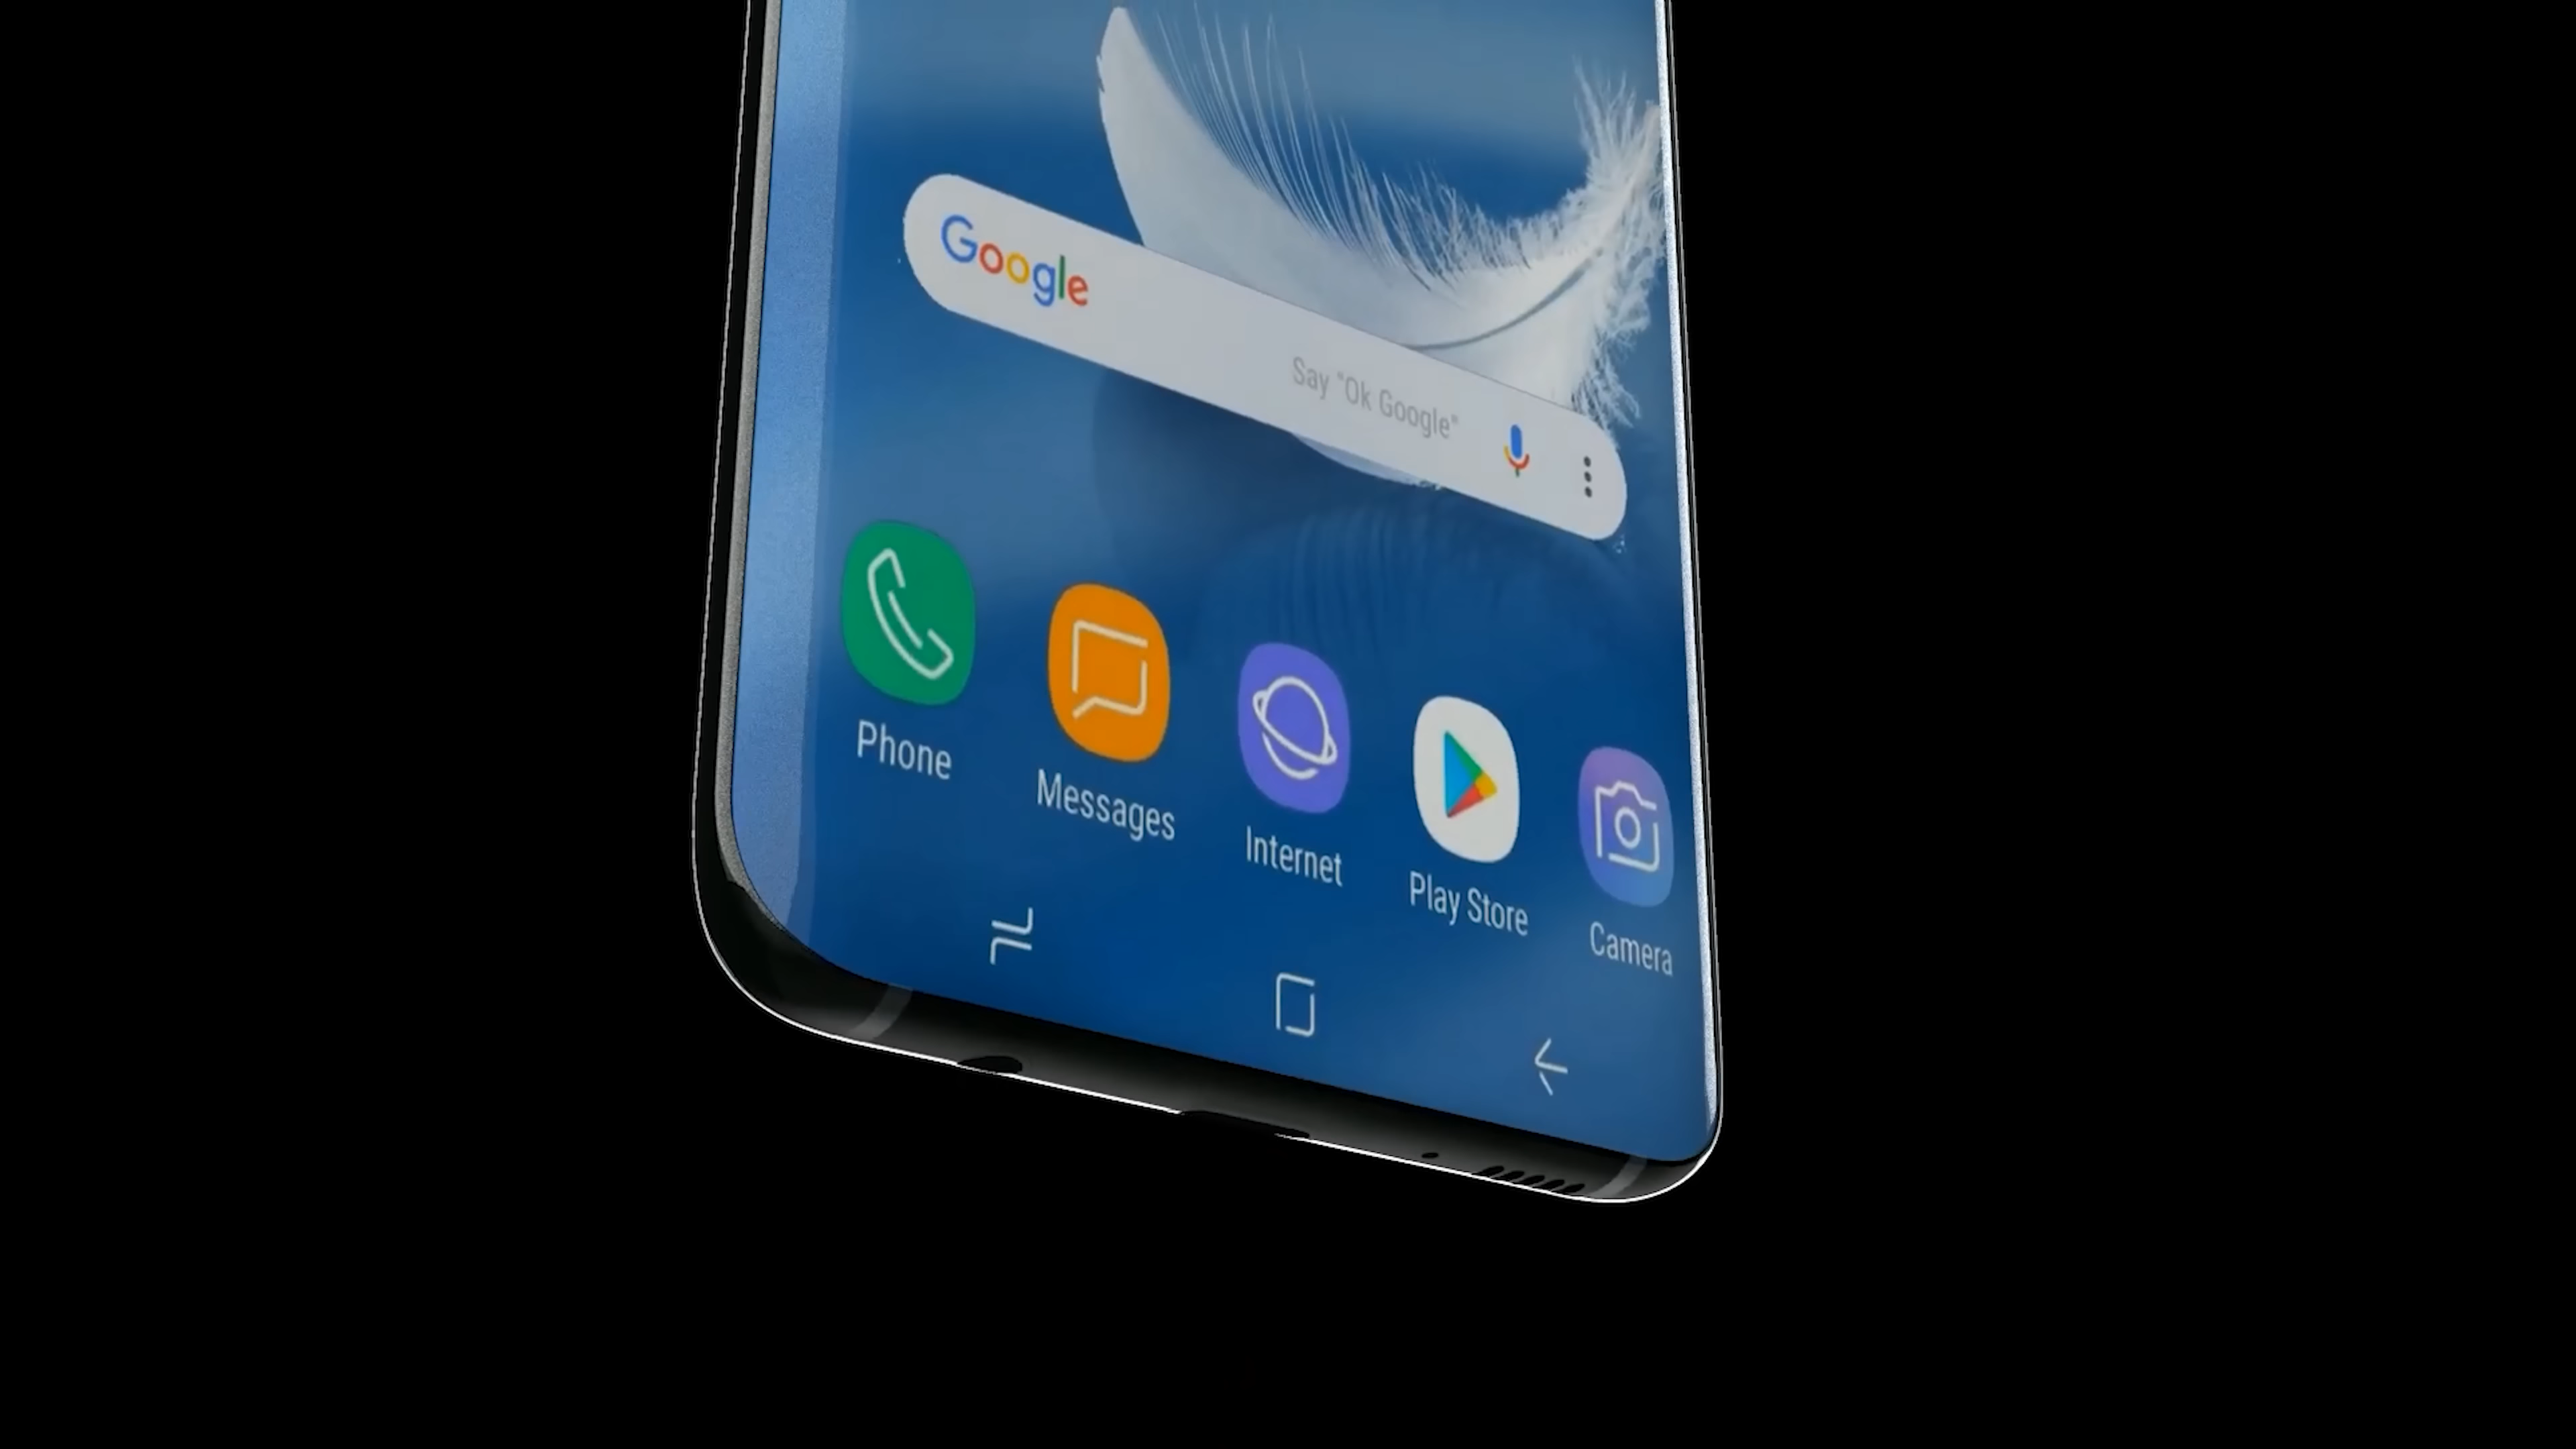 Google
Say "Ok Google"
Phone
Messages
Internet
Play Store
Camera